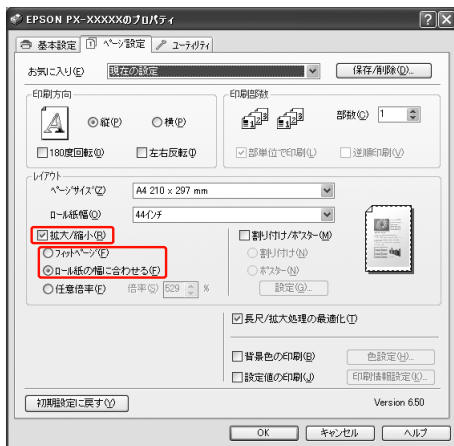 EPSON PX-XXXXXのプロパティ
基本設定 ページ設定 ユーティリティ
お気に入り(E) 現在の設定 保存/削除(D)...
印刷方向 印刷部数
縦(P) 横(P) 部数(C) 1
180度回転(I) 左右反転(I) 部単位で印刷(L) 逆順印刷(V)
レイアウト
ページサイズ(Z) A4 210 x 297 mm
ロール紙幅(Q) 44インチ
拡大/縮小(R) 割り付け/ポスター(M)
フィットページ(F) 割り付け(N)
ロール紙の幅に合わせる(F) ポスター(N)
任意倍率(F) 倍率(S) 529 % 設定(G)...
長尺/拡大処理の最適化(T)
背景色の印刷(B) 色設定(H)...
設定値の印刷(J) 印刷情報設定(K)...
初期設定に戻す(Y) Version 6.50
OK キャンセル ヘルプ